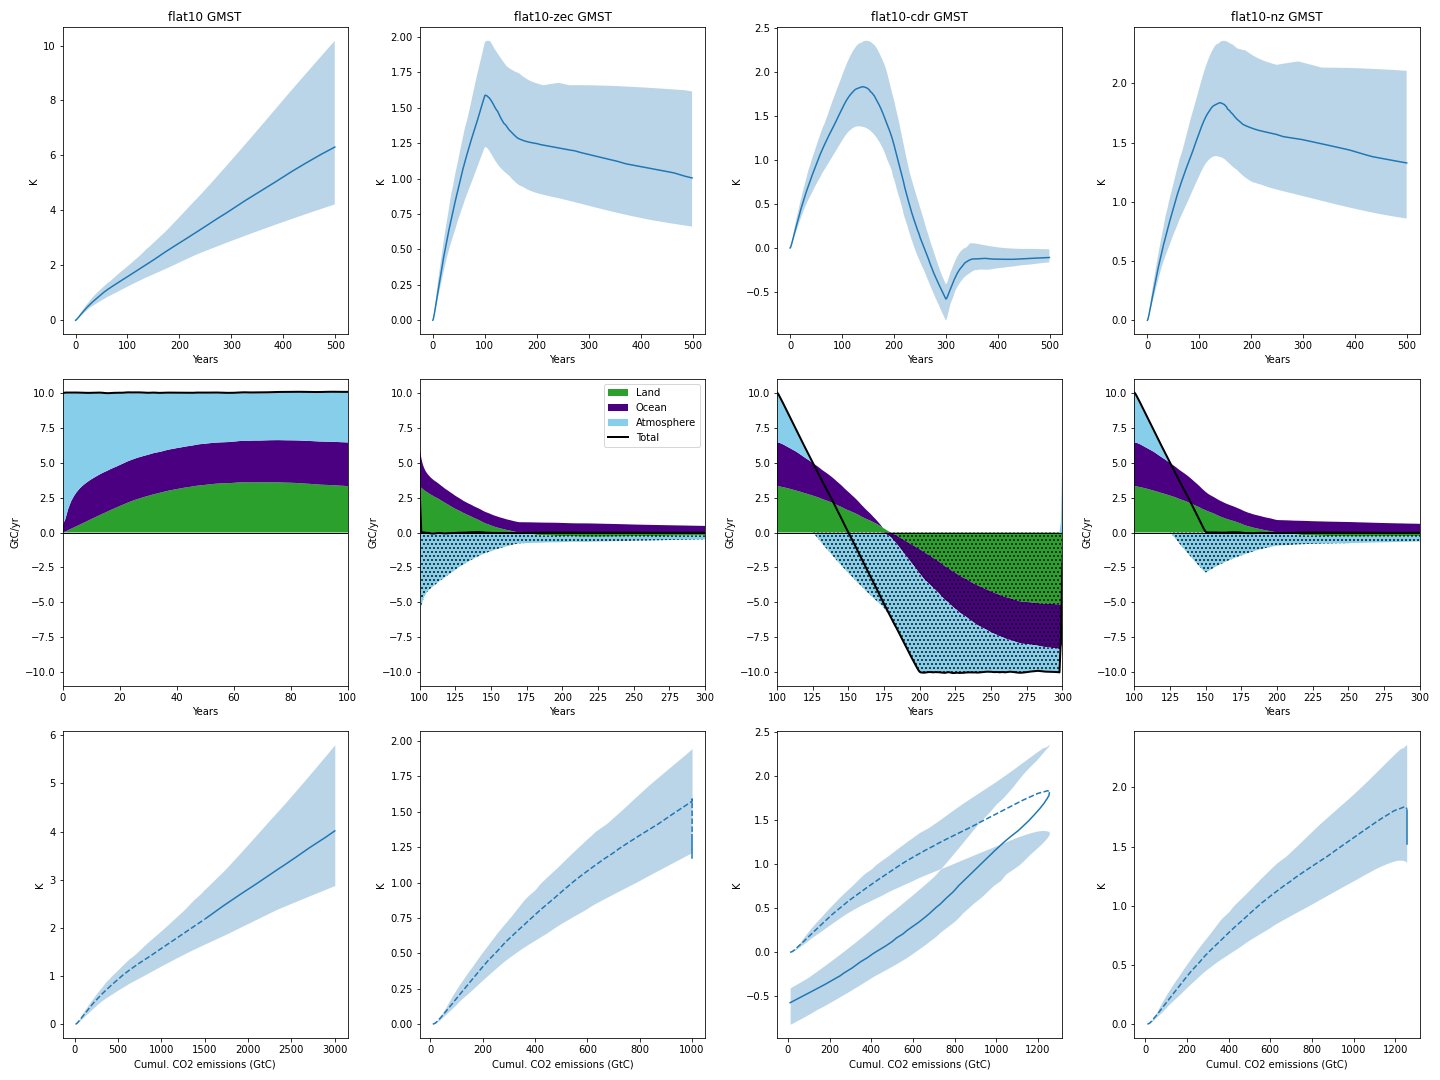 flat10 GMST
flat10-zec GMST
flat10-cdr GMST
flat10-nz GMST
10
8
6
4
2
0
K
0 100 200 300 400 500
Years
2.00
1.75
1.50
1.25
1.00
0.75
0.50
0.25
0.00
K
0 100 200 300 400 500
Years
2.5
2.0
1.5
1.0
0.5
0.0
−0.5
K
0 100 200 300 400 500
Years
2.0
1.5
1.0
0.5
0.0
K
0 100 200 300 400 500
Years
10.0
7.5
5.0
2.5
0.0
−2.5
−5.0
−7.5
−10.0
GtC/yr
0 20 40 60 80 100
Years
10.0
7.5
5.0
2.5
0.0
−2.5
−5.0
−7.5
−10.0
GtC/yr
Land
Ocean
Atmosphere
Total
100 125 150 175 200 225 250 275 300
Years
10.0
7.5
5.0
2.5
0.0
−2.5
−5.0
−7.5
−10.0
GtC/yr
100 125 150 175 200 225 250 275 300
Years
10.0
7.5
5.0
2.5
0.0
−2.5
−5.0
−7.5
−10.0
GtC/yr
100 125 150 175 200 225 250 275 300
Years
6
5
4
3
2
1
0
K
0 500 1000 1500 2000 2500 3000
Cumul. CO2 emissions (GtC)
2.00
1.75
1.50
1.25
1.00
0.75
0.50
0.25
0.00
K
0 200 400 600 800 1000
Cumul. CO2 emissions (GtC)
2.5
2.0
1.5
1.0
0.5
0.0
−0.5
K
0 200 400 600 800 1000 1200
Cumul. CO2 emissions (GtC)
2.0
1.5
1.0
0.5
0.0
K
0 200 400 600 800 1000 1200
Cumul. CO2 emissions (GtC)